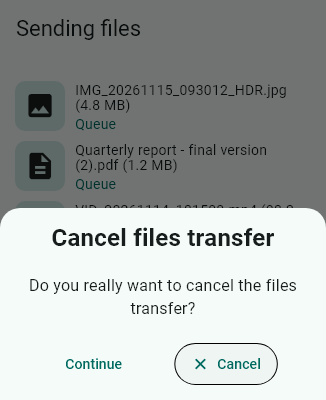 Sending files
IMG_20261115_093012_HDR.jpg
(4.8 MB)
Queue
Quarterly report - final version
(2).pdf (1.2 MB)
Queue
Cancel files transfer
Do you really want to cancel the files
transfer?
Continue
Cancel